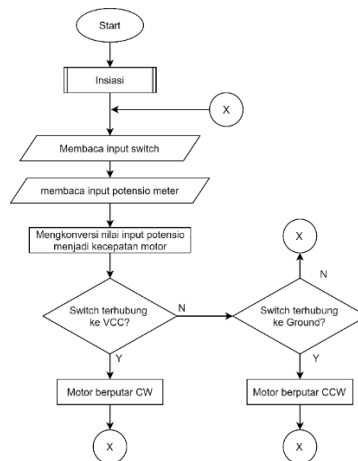 Start
Insiasi
X
Membaca input switch
membaca input potensio meter
Mengkonversi nilai input potensio
menjadi kecepatan motor
X
N
Switch terhubung
ke VCC?
N
Switch terhubung
ke Ground?
Y
Y
Motor berputar CW
Motor berputar CCW
X
X